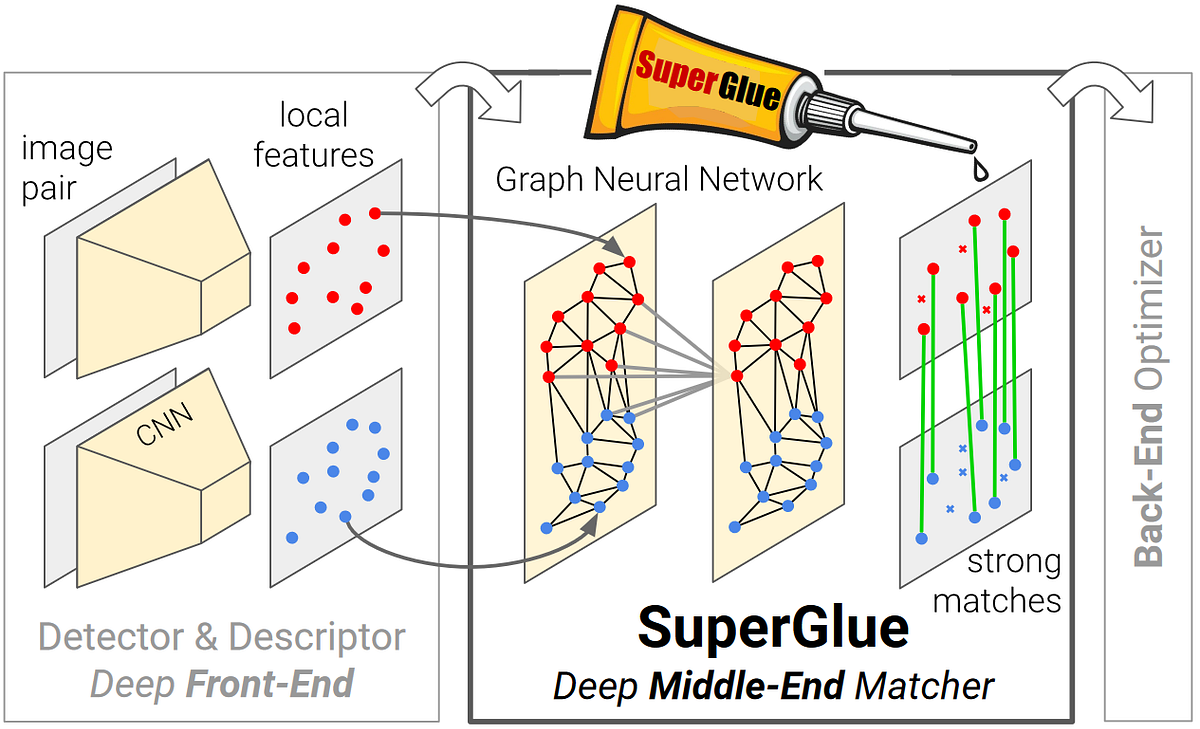 image
pair
local
features
CNN
Detector & Descriptor
Deep Front-End
SuperGlue
Graph Neural Network
strong
matches
SuperGlue
Deep Middle-End Matcher
Back-End Optimizer